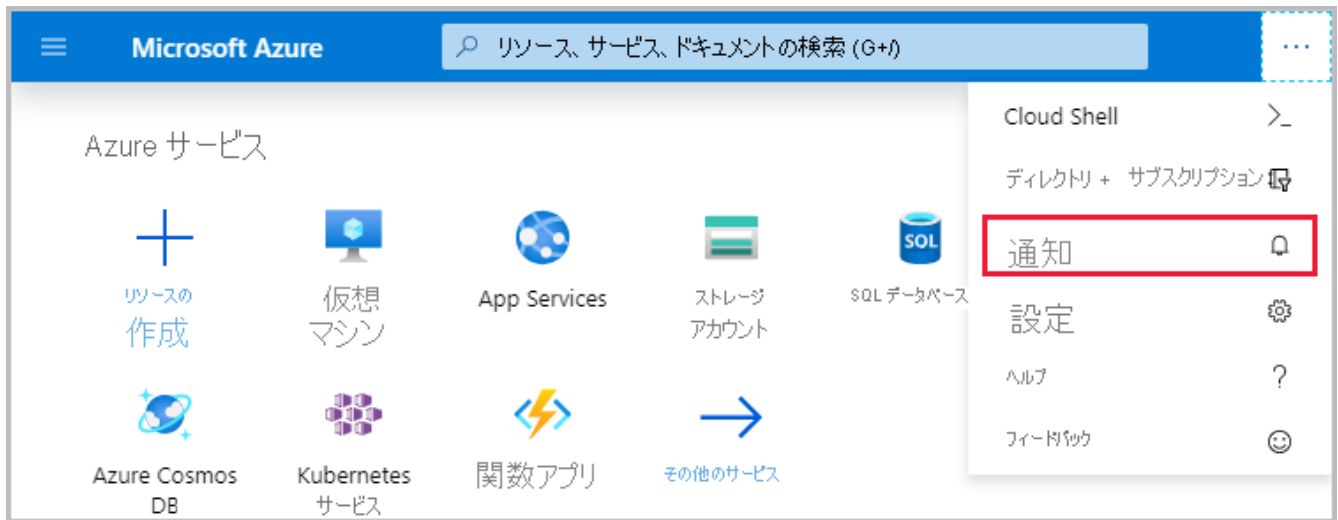 Microsoft Azure
リソース、サービス、ドキュメントの検索 (G+/)
...
Cloud Shell
ディレクトリ + サブスクリプション
通知
設定
ヘルプ
フィードバック
Azure サービス
リソースの
作成
仮想
マシン
App Services
ストレージ
アカウント
SQL データベース
SQL
Azure Cosmos
DB
Kubernetes
サービス
関数アプリ
その他のサービス